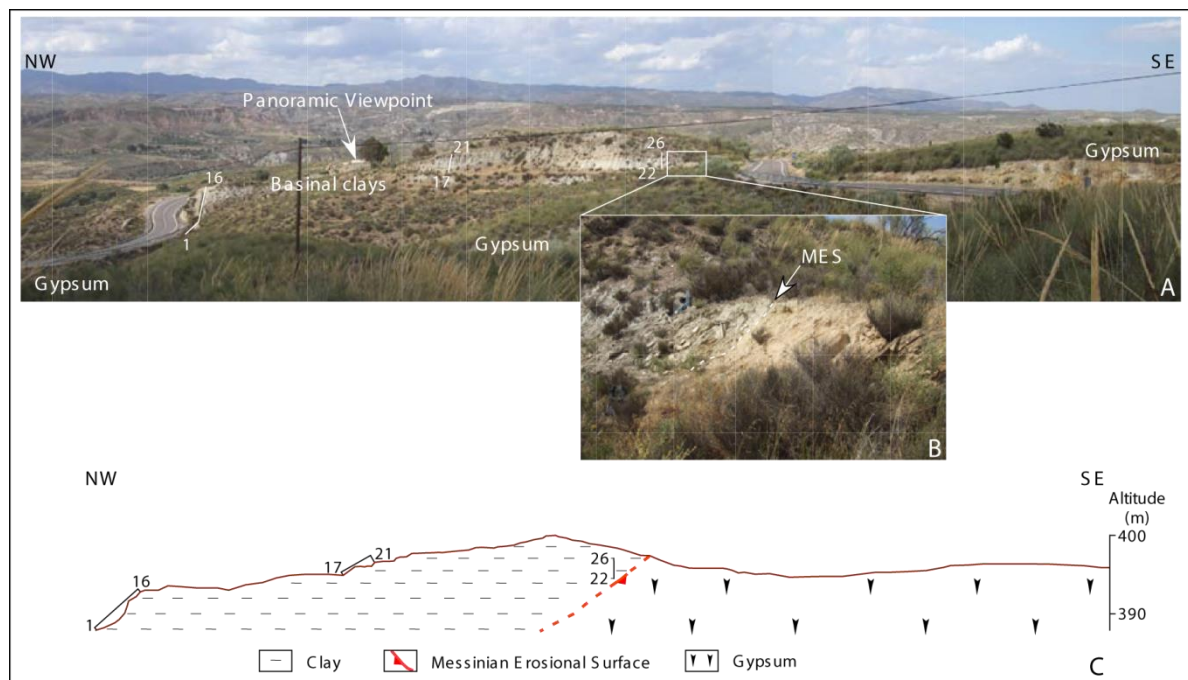 NW
SE
Panoramic Viewpoint
21
26
16
Basinal clays
17
22
Gypsum
1
Gypsum
Gypsum
MES
A
B
NW
SE
Altitude
(m)
400
26
21
17
22
16
390
1
Clay
Messinian Erosional Surface
Gypsum
C